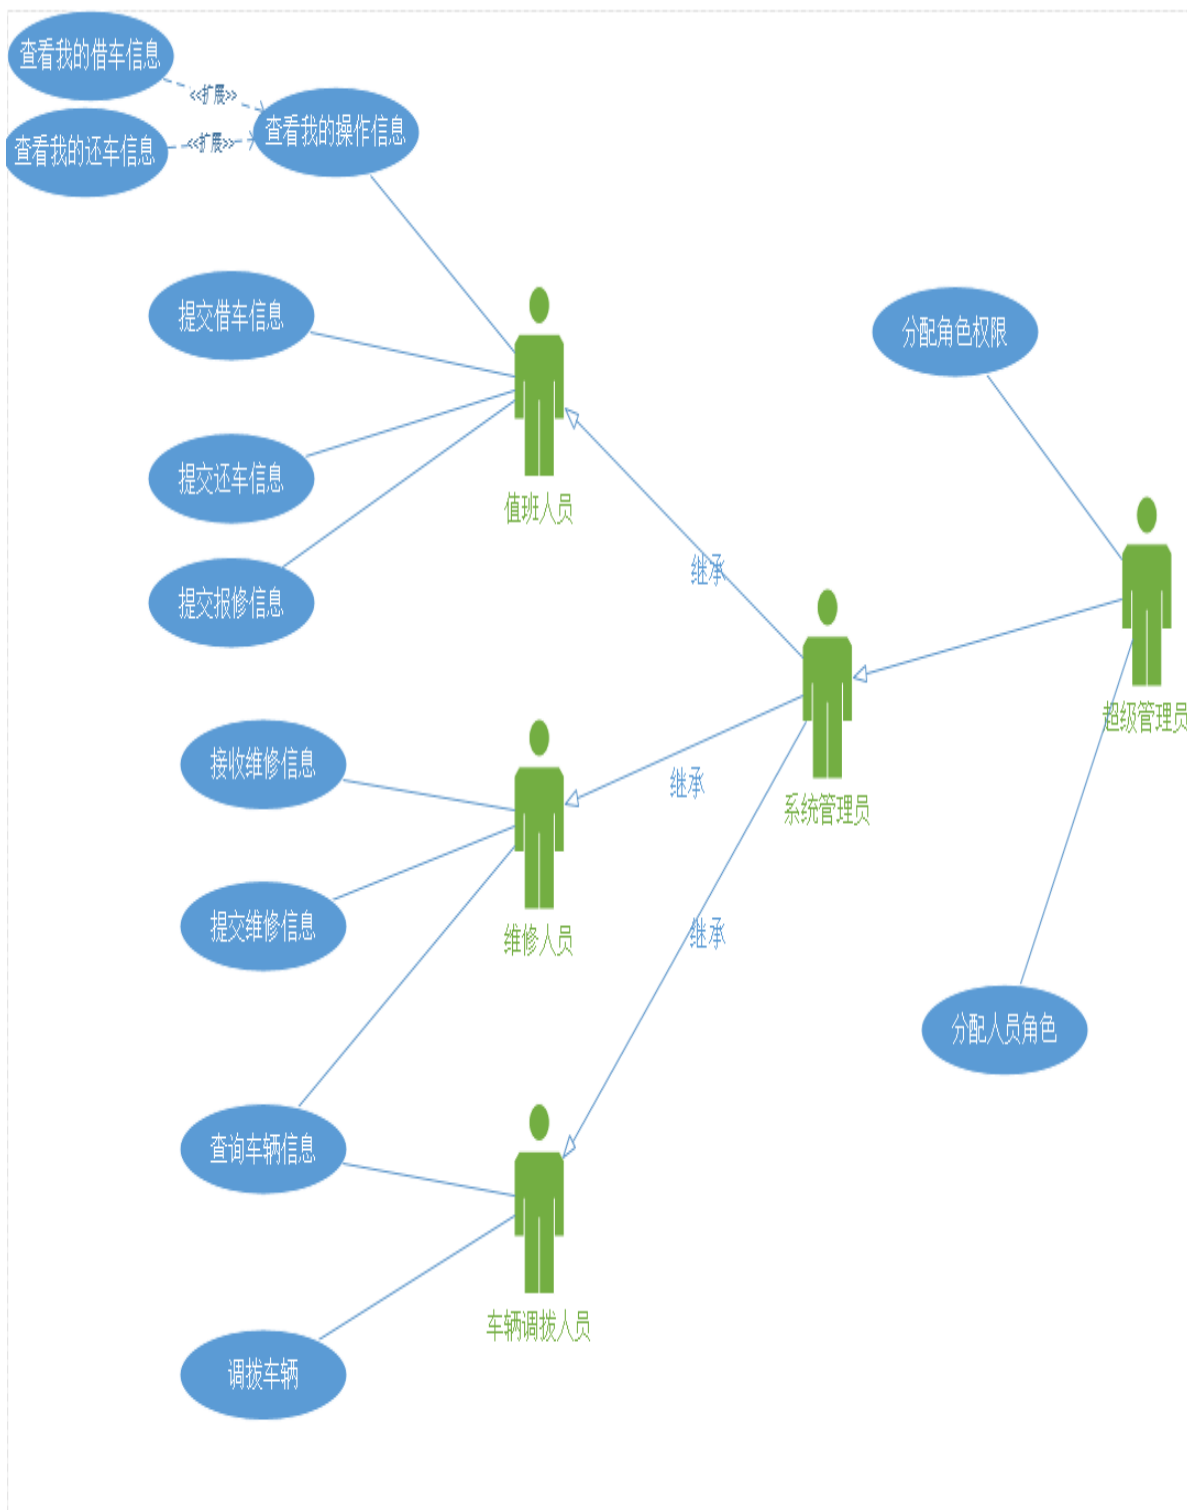 查看我的借车信息
<<扩展>>
查看我的操作信息
<<扩展>>
查看我的还车信息
提交借车信息
分配角色权限
提交还车信息
值班人员
继承
提交报修信息
超级管理员
接收维修信息
继承
系统管理员
提交维修信息
维修人员
继承
分配人员角色
查询车辆信息
车辆调拨人员
调拨车辆